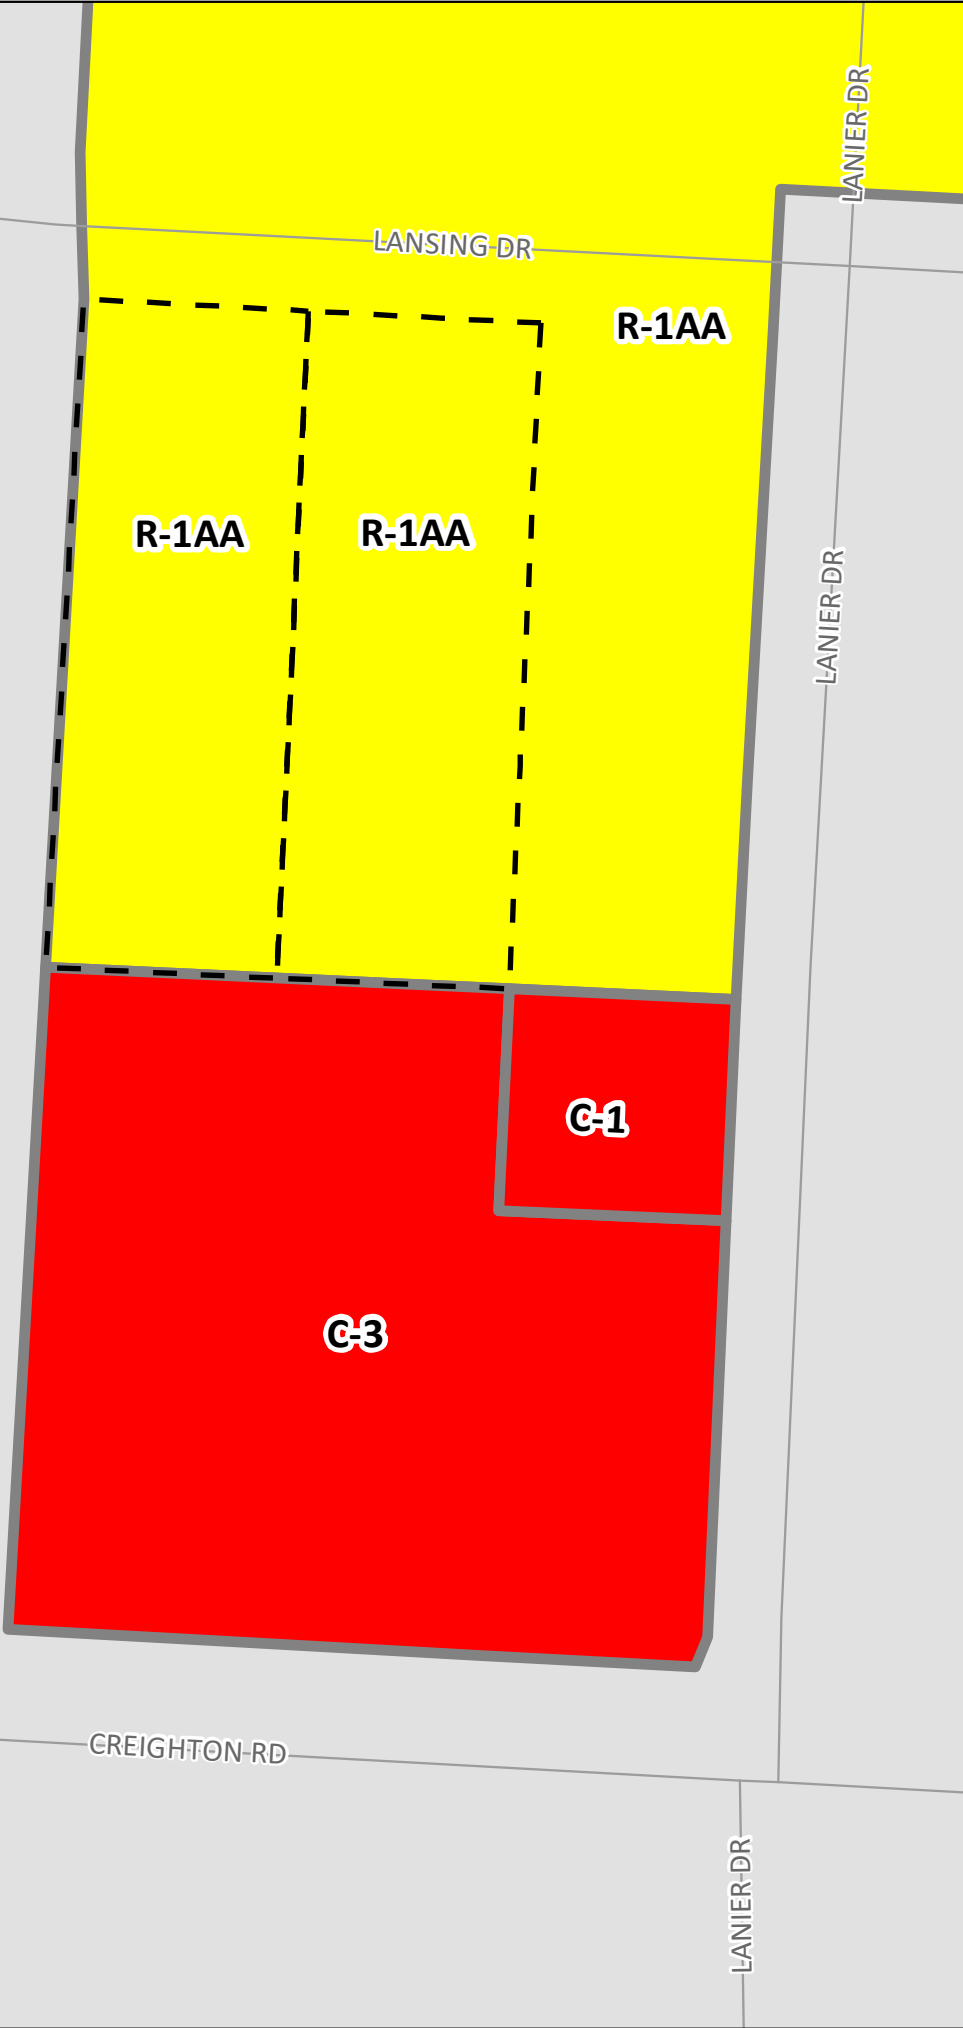 LANIER DR
LANSING DR
R-1AA
R-1AA
R-1AA
LANIER DR
C-1
C-3
CREIGHTON RD
LANIER DR